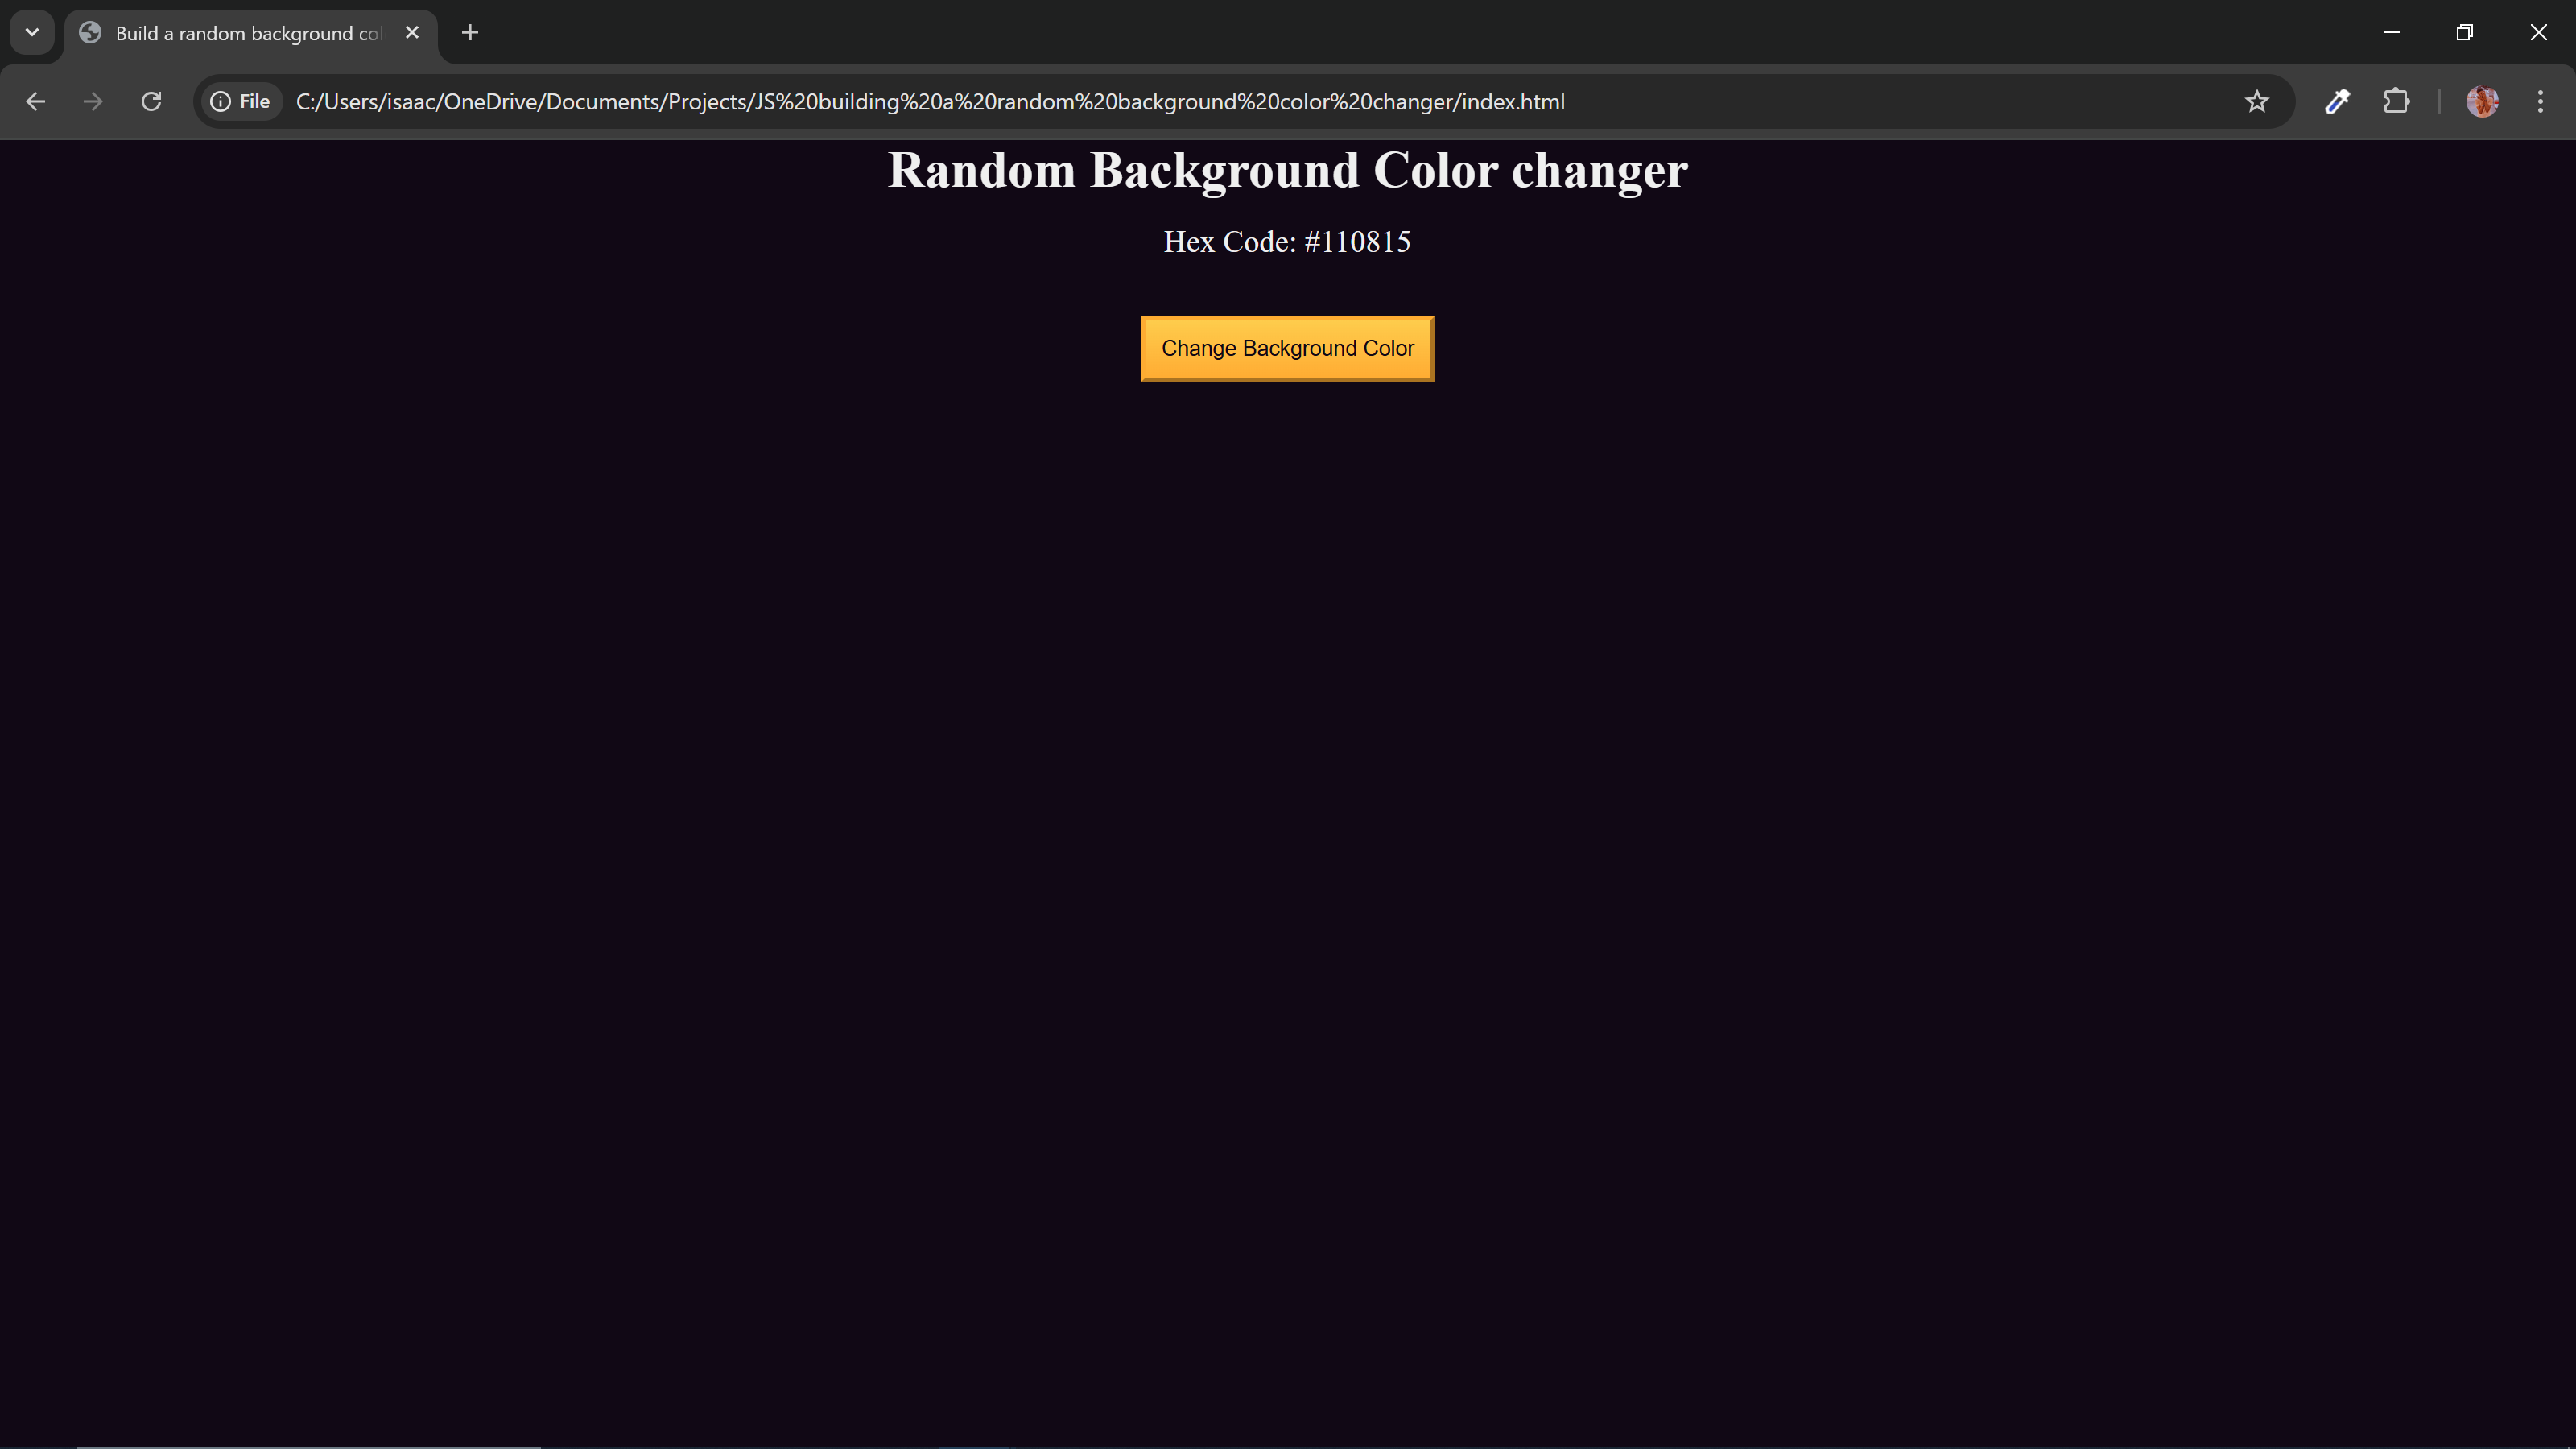 Build a random background co
File
C:/Users/isaac/OneDrive/Documents/Projects/JS%20building%20a%20random%20background%20color%20changer/index.html
Random Background Color changer
Hex Code: #110815
Change Background Color